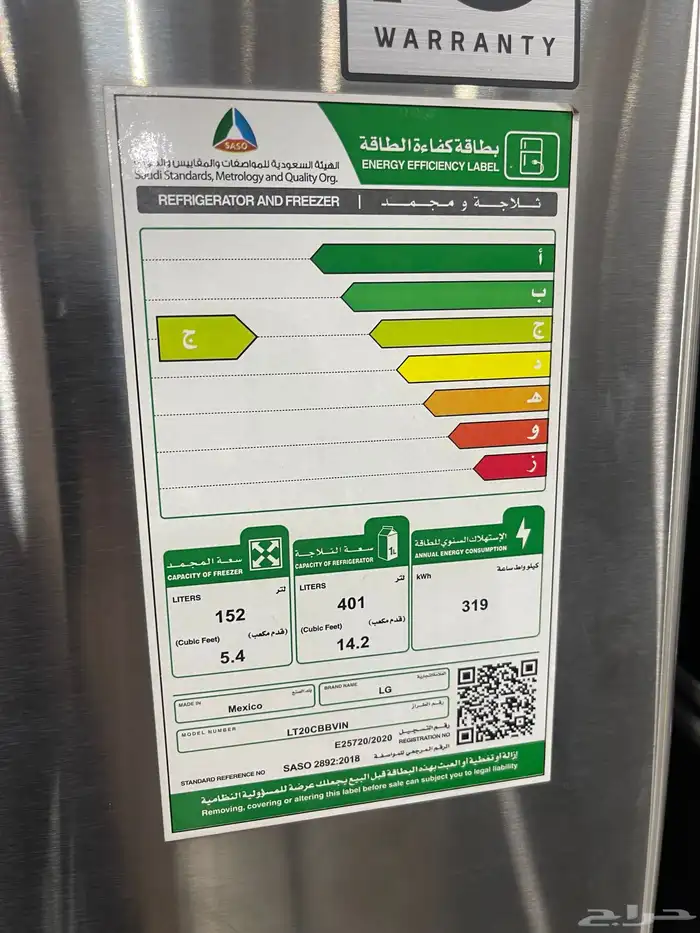 WARRANTY
بطاقة كفاءة الطاقة
ENERGY EFFICIENCY LABEL
SASO
الهيئة السعودية للمواصفات والمقاييس
Saudi Standards, Metrology and Quality Org.
REFRIGERATOR AND FREEZER | ثلاجة و مجمد
أ
ب
ج
ج
د
هـ
و
ز
سعة المجمد
CAPACITY OF FREEZER
LITERS لتر
152
(Cubic Feet) (قدم مكعب)
5.4
سعة الثلاجة
CAPACITY OF REFRIGERATOR
1L
LITERS لتر
401
(Cubic Feet) (قدم مكعب)
14.2
الإستهلاك السنوي للطاقة
ANNUAL ENERGY CONSUMPTION
kWh كيلو واط ساعة
319
MADE IN بلد الصنع
Mexico
BRAND NAME العلامة التجارية
LG
MODEL NUMBER رقم الطراز
LT20CBBVIN
E25720/2020 رقم التسجيل
REGISTRATION NO
STANDARD REFERENCE NO SASO 2892:2018 الرقم المرجعي للمواصفة
إزالة او تغطية أو العبث بهذه البطاقة قبل البيع يجعلك عرضة للمسؤولية النظامية
Removing, covering or altering this label before sale can subject you to legal liability
حراج